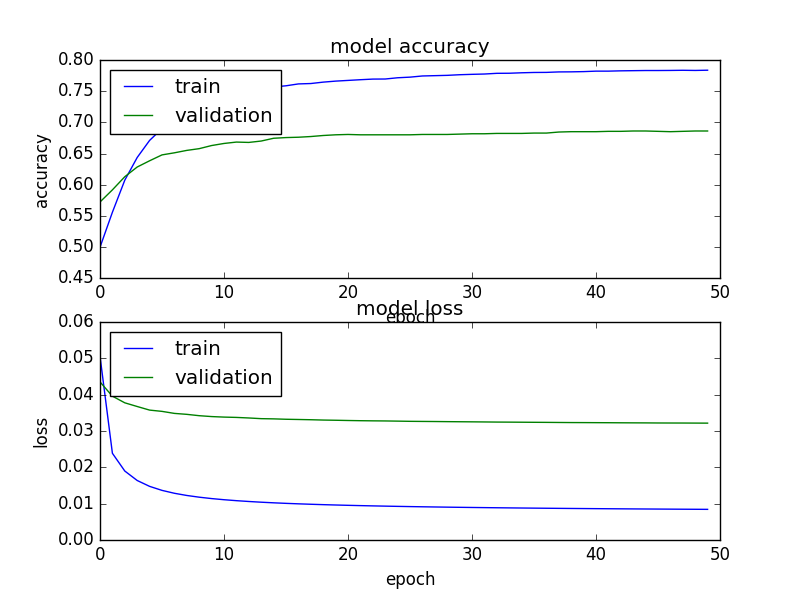 model accuracy
0.80
0.75
0.70
0.65
0.60
0.55
0.50
0.45
accuracy
train
validation
0 10 20 30 40 50
epoch
model loss
0.06
0.05
0.04
0.03
0.02
0.01
0.00
loss
train
validation
0 10 20 30 40 50
epoch